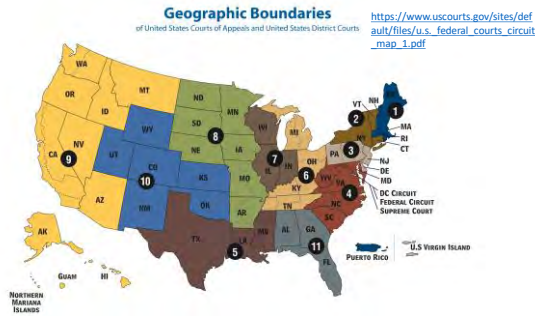 Geographic Boundaries
of United States Courts of Appeals and United States District Courts
https://www.uscourts.gov/sites/def
ault/files/u.s._federal_courts_circuit
_map_1.pdf
WA
OR
ID
MT
NV
CA
9
AZ
AK
GUAM
HI
NORTHERN
MARIANA
ISLANDS
WY
UT
CO
10
KS
NM
OK
ND
MN
SD
8
NE
IA
MO
AR
WI
7
IL
IN
MI
OH
6
KY
TN
TX
5
LA
MS
AL
GA
11
FL
VT
NH
ME
1
2
NY
MA
RI
CT
PA
3
NJ
DE
MD
WV
VA
4
NC
SC
DC CIRCUIT
FEDERAL CIRCUIT
SUPREME COURT
PUERTO RICO
U.S VIRGIN ISLAND